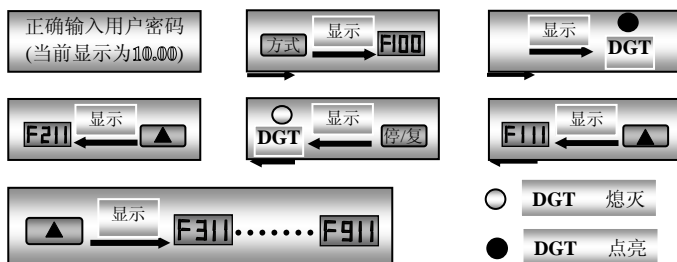 正确输入用户密码
(当前显示为10.00)
方式 显示 F100
显示 DGT
F211 显示
DGT 显示 停/复
F111 显示
显示 F311 ······· F911
DGT 熄灭
DGT 点亮